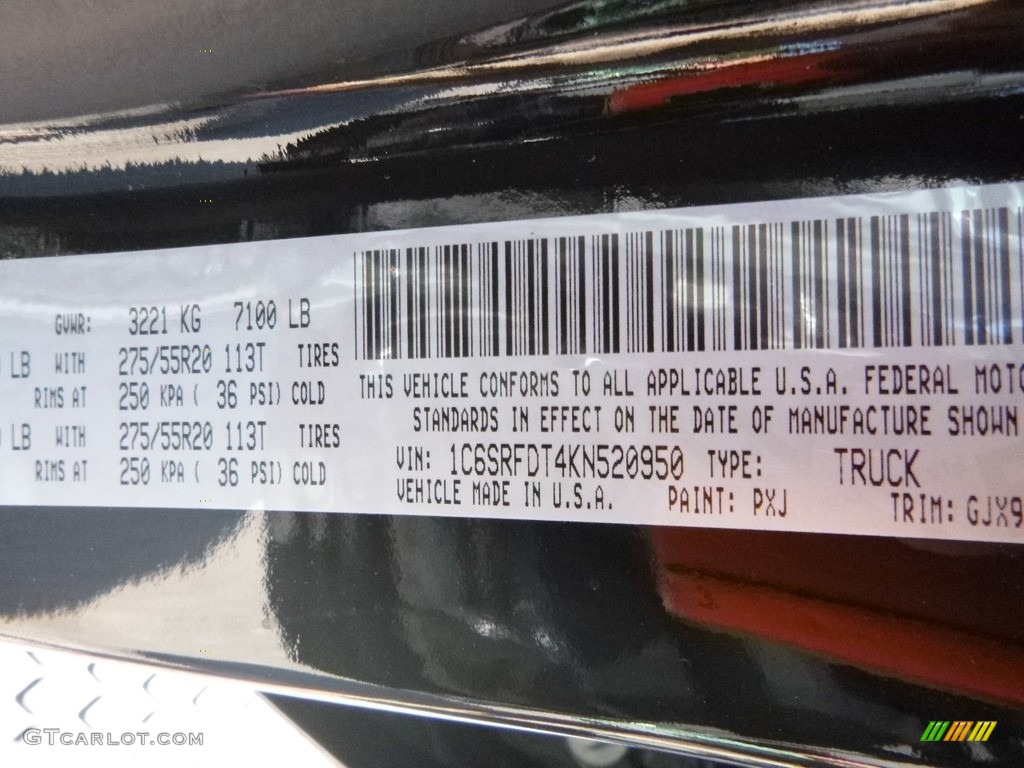 GVWR: 3221 KG 7100 LB
LB WITH 275/55R20 113T TIRES
RIMS AT 250 KPA ( 36 PSI) COLD
LB WITH 275/55R20 113T TIRES
RIMS AT 250 KPA ( 36 PSI) COLD
THIS VEHICLE CONFORMS TO ALL APPLICABLE U.S.A. FEDERAL MOTO
STANDARDS IN EFFECT ON THE DATE OF MANUFACTURE SHOWN
VIN: 1C6SRFDT4KN520950 TYPE: TRUCK
VEHICLE MADE IN U.S.A. PAINT: PXJ TRIM: GJX9
GTCARLOT.COM